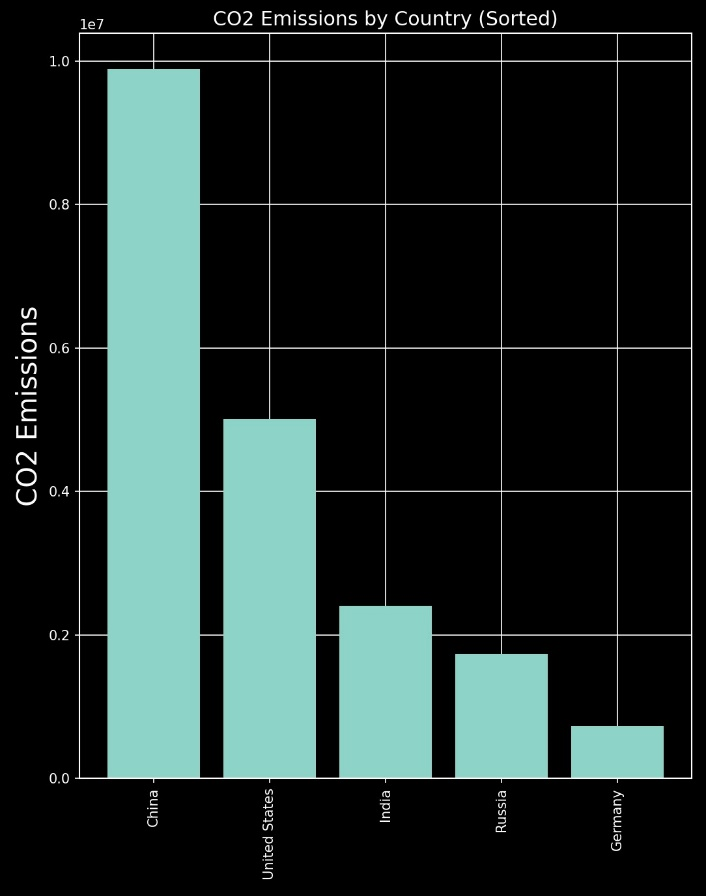 CO2 Emissions by Country (Sorted)
1e7
1.0
0.8
0.6
0.4
0.2
0.0
CO2 Emissions
China
United States
India
Russia
Germany